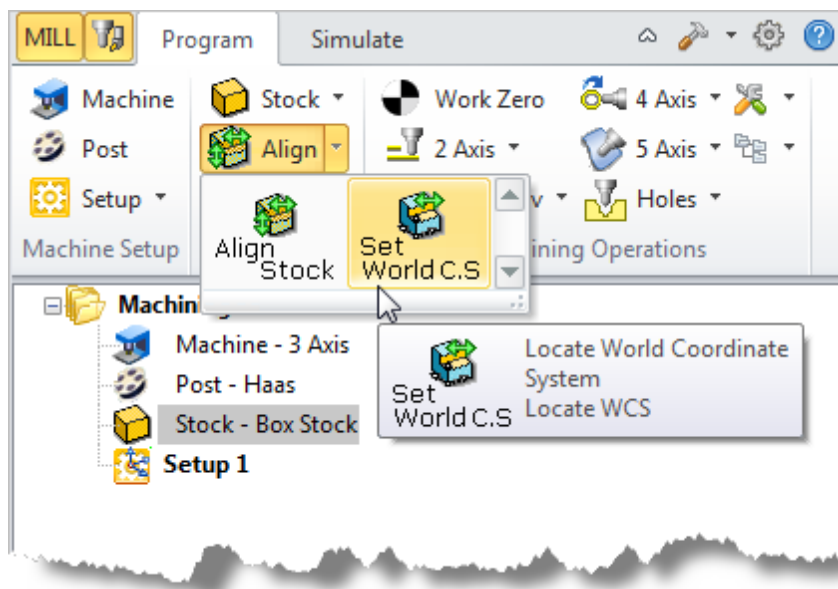 MILL Program Simulate
Machine Stock Work Zero 4 Axis
Post Align 2 Axis 5 Axis
Setup v Holes
Machine Setup ining Operations
Align
Stock
Set
World C.S
Machining
Machine - 3 Axis
Post - Haas
Stock - Box Stock
Setup 1
Set
World C.S
Locate World Coordinate
System
Locate WCS